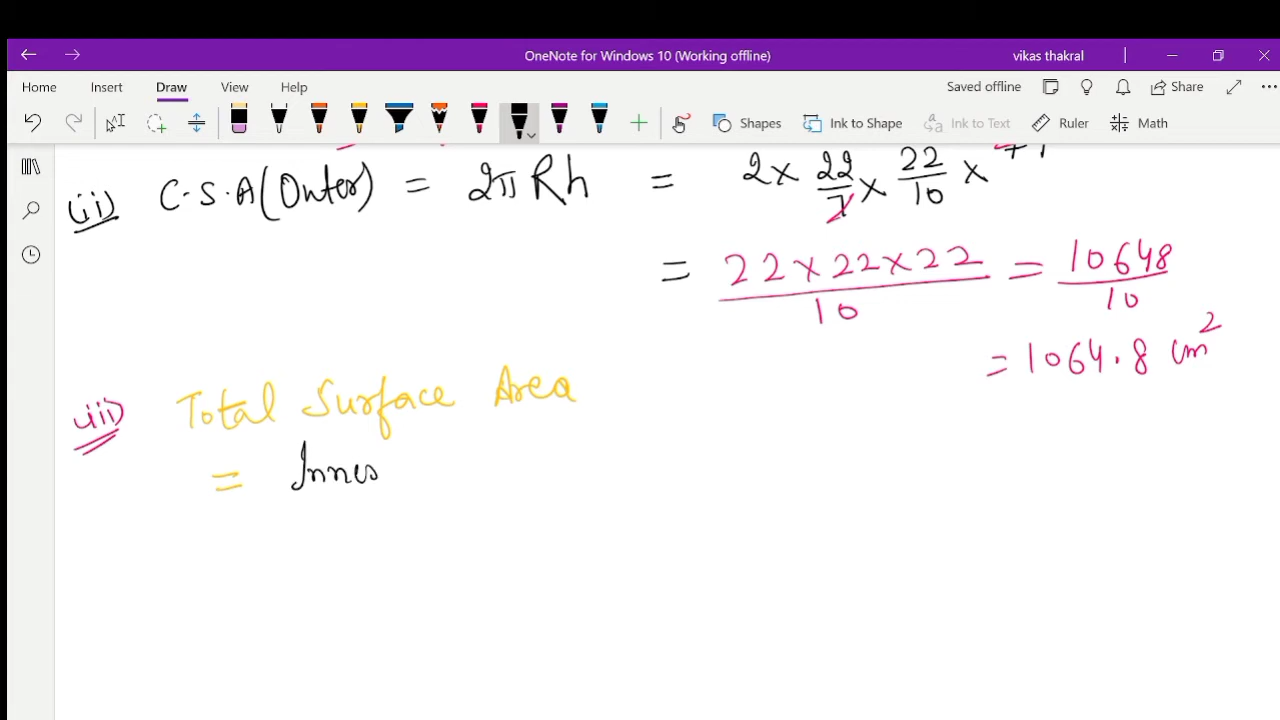 OneNote for Windows 10 (Working offline)
vikas thakral
Home Insert Draw View Help
Saved offline
Share
Shapes
Ink to Shape
Ink to Text
Ruler
Math
(ii) C.S.A (Outer) = 2πRh = 2 × 22/7 × 22/10 ×
= 22×22×22/10 = 10648/10
= 1064.8 cm²
iii) Total Surface Area
= Inner